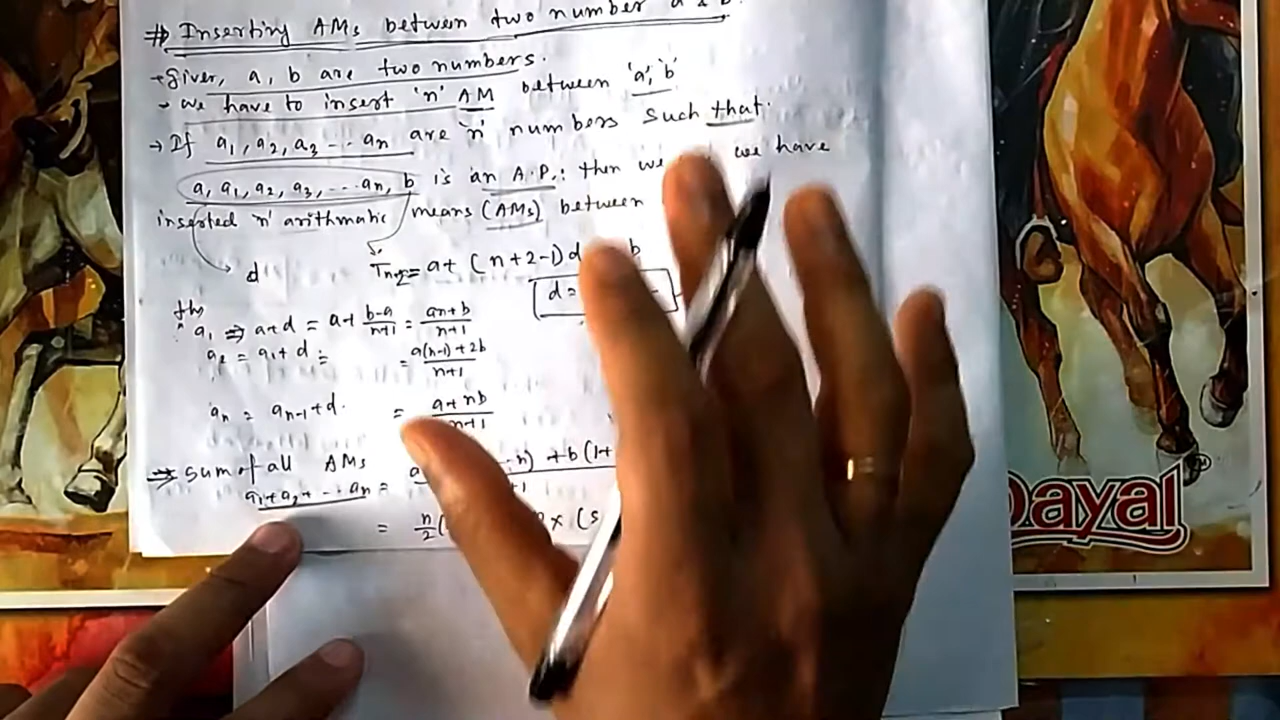 ⇒ Inserting AMs between two number a & b.
→ Given, a, b are two numbers.
→ we have to insert 'n' AM between 'a', 'b'
→ If a₁, a₂, a₃ ---- aₙ are 'n' numbers such that
a, a₁, a₂, a₃, ---- aₙ, b is an A.P.: then we we have
inserted 'n' arithmatic means (AMs) between
d Tₙ₊₂ = a + (n+2-1)d b
d =
a₁ ⇒ a+d = a + (b-a)/(n+1) = (an+b)/(n+1)
a₂ = a₁+d = = (a(n-1)+2b)/(n+1)
aₙ = aₙ₋₁+d. = (a+nb)/(n+1)
⇒ Sum of all AMs n) + b(1+
a₁+a₂+ --- aₙ =
= n/2 ( × (s
Dayal